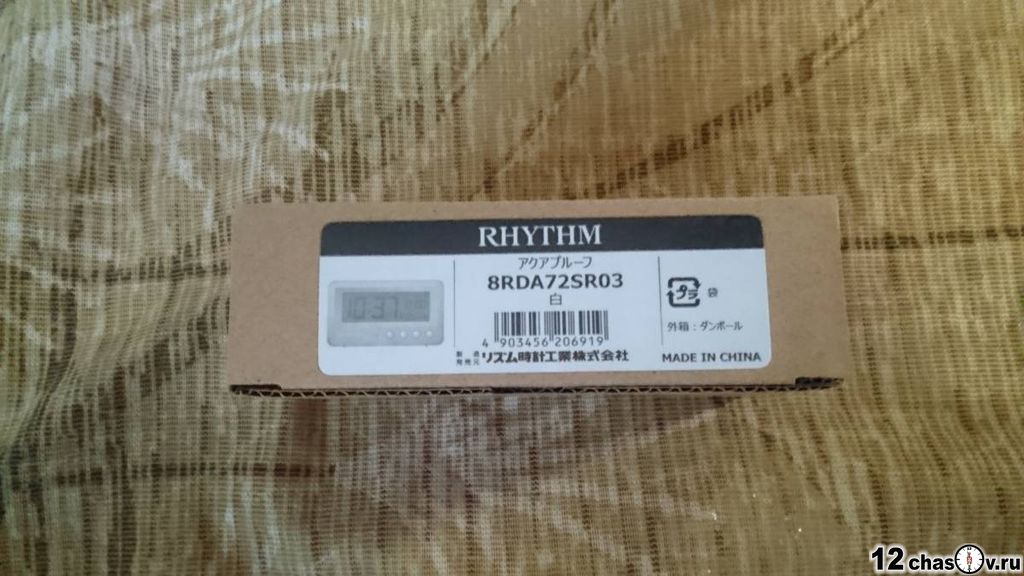 RHYTHM
アクアプルーフ
8RDA72SR03
白
4 903456 206919
製造
発売元 リズム時計工業株式会社
10:37
プラ 袋
外箱：ダンボール
MADE IN CHINA
12chasov.ru